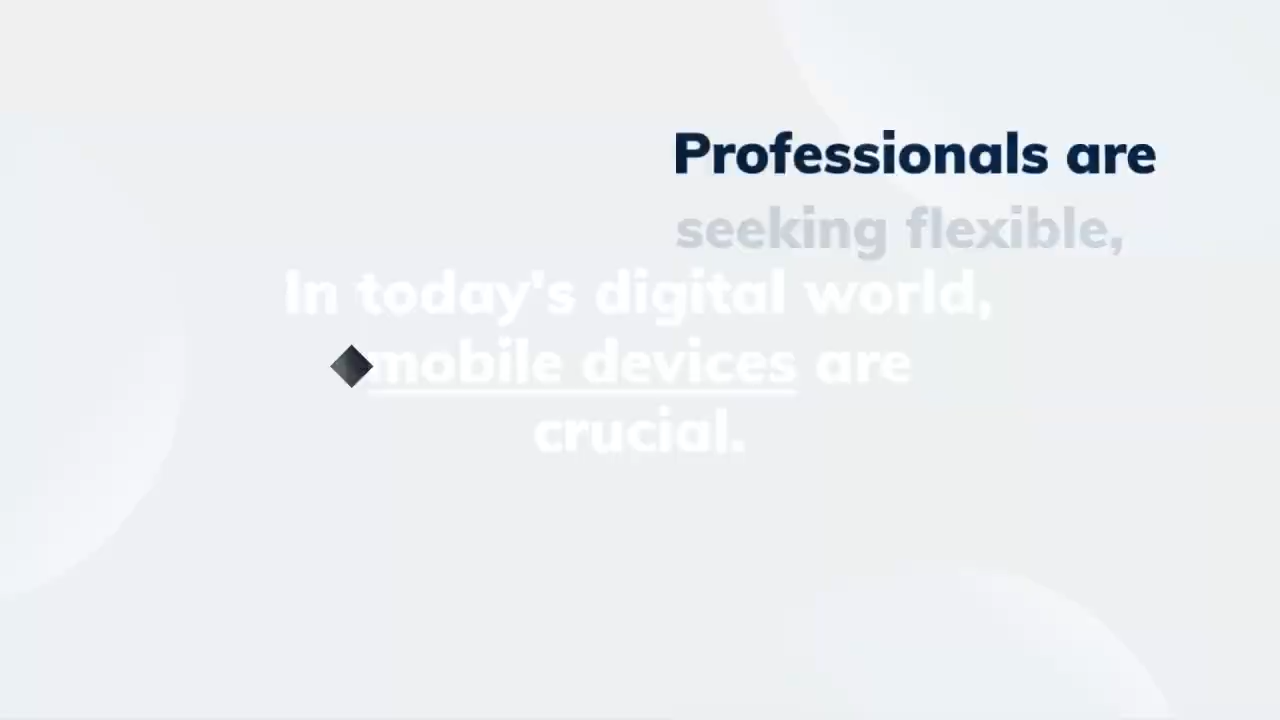 Professionals are
seeking flexible,
In today's digital world,
mobile devices are
crucial.